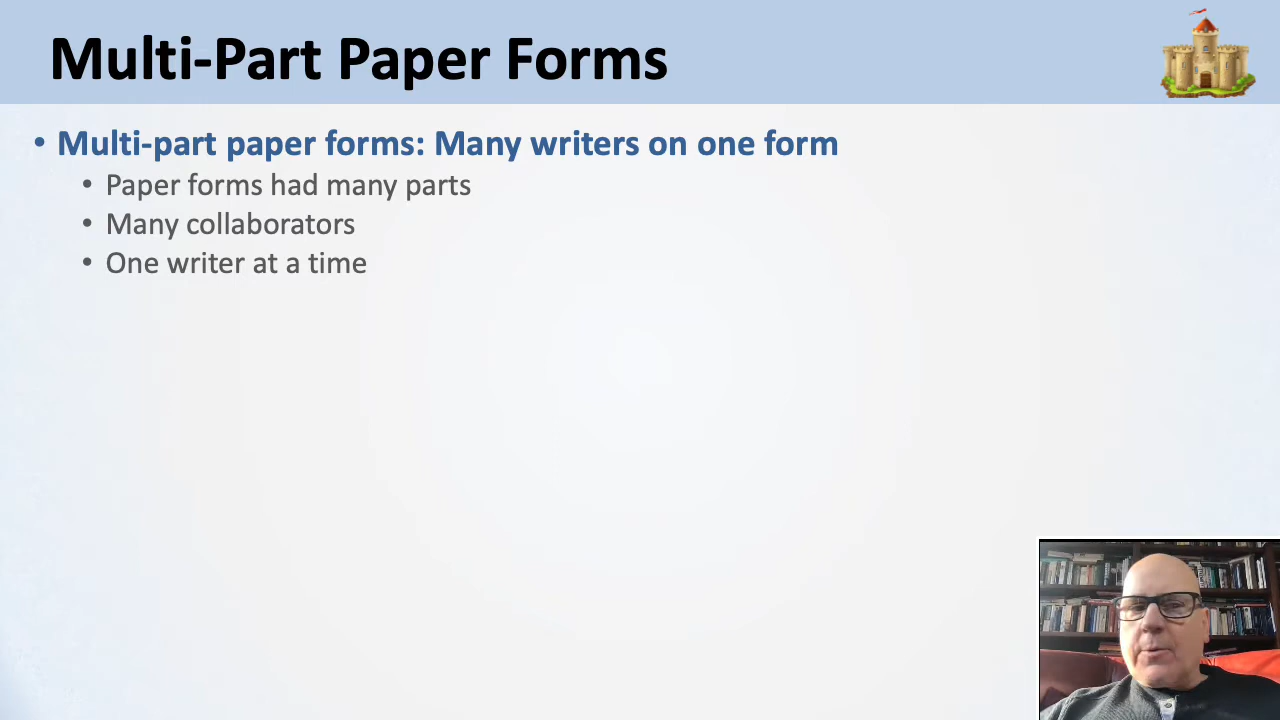 Multi-Part Paper Forms
• Multi-part paper forms: Many writers on one form
• Paper forms had many parts
• Many collaborators
• One writer at a time